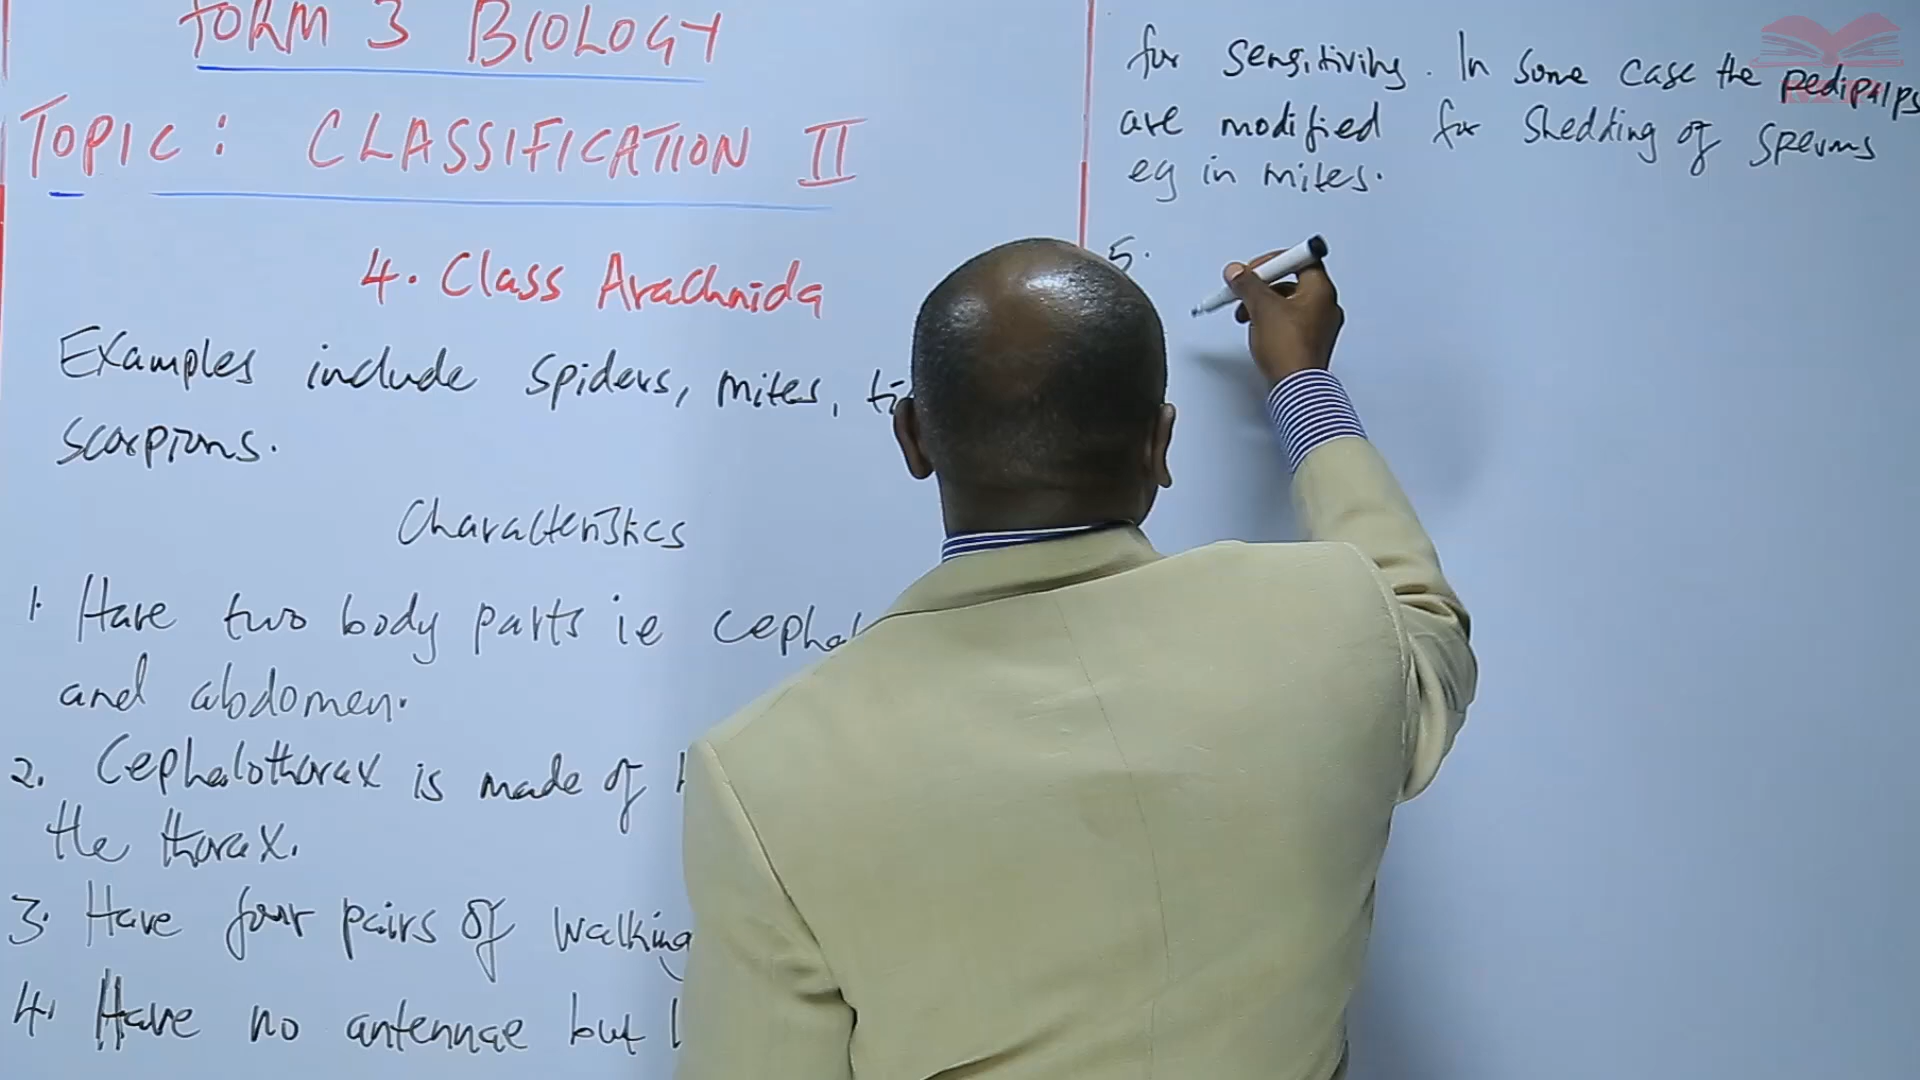 FORM 3 BIOLOGY
TOPIC: CLASSIFICATION II
4. Class Arachnida
Examples include spiders, mites, ti
scorpions.
Characteristics
1. Have two body parts ie cephal
and abdomen.
2. Cephalothorax is made of
the thorax.
3. Have four pairs of walking
4. Have no antennae but
for sensitivity. In some case the pedipalps
are modified for shedding of sperms
eg in mites.
5.